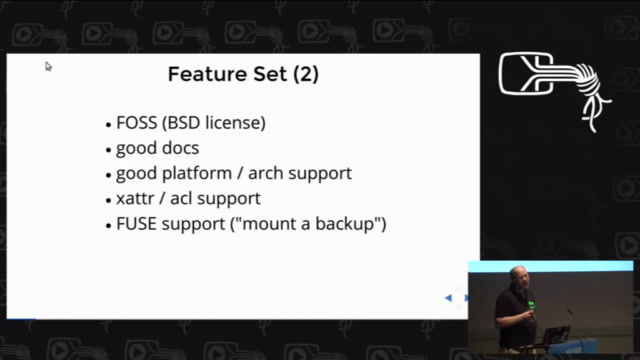 Feature Set (2)
• FOSS (BSD license)
• good docs
• good platform / arch support
• xattr / acl support
• FUSE support ("mount a backup")